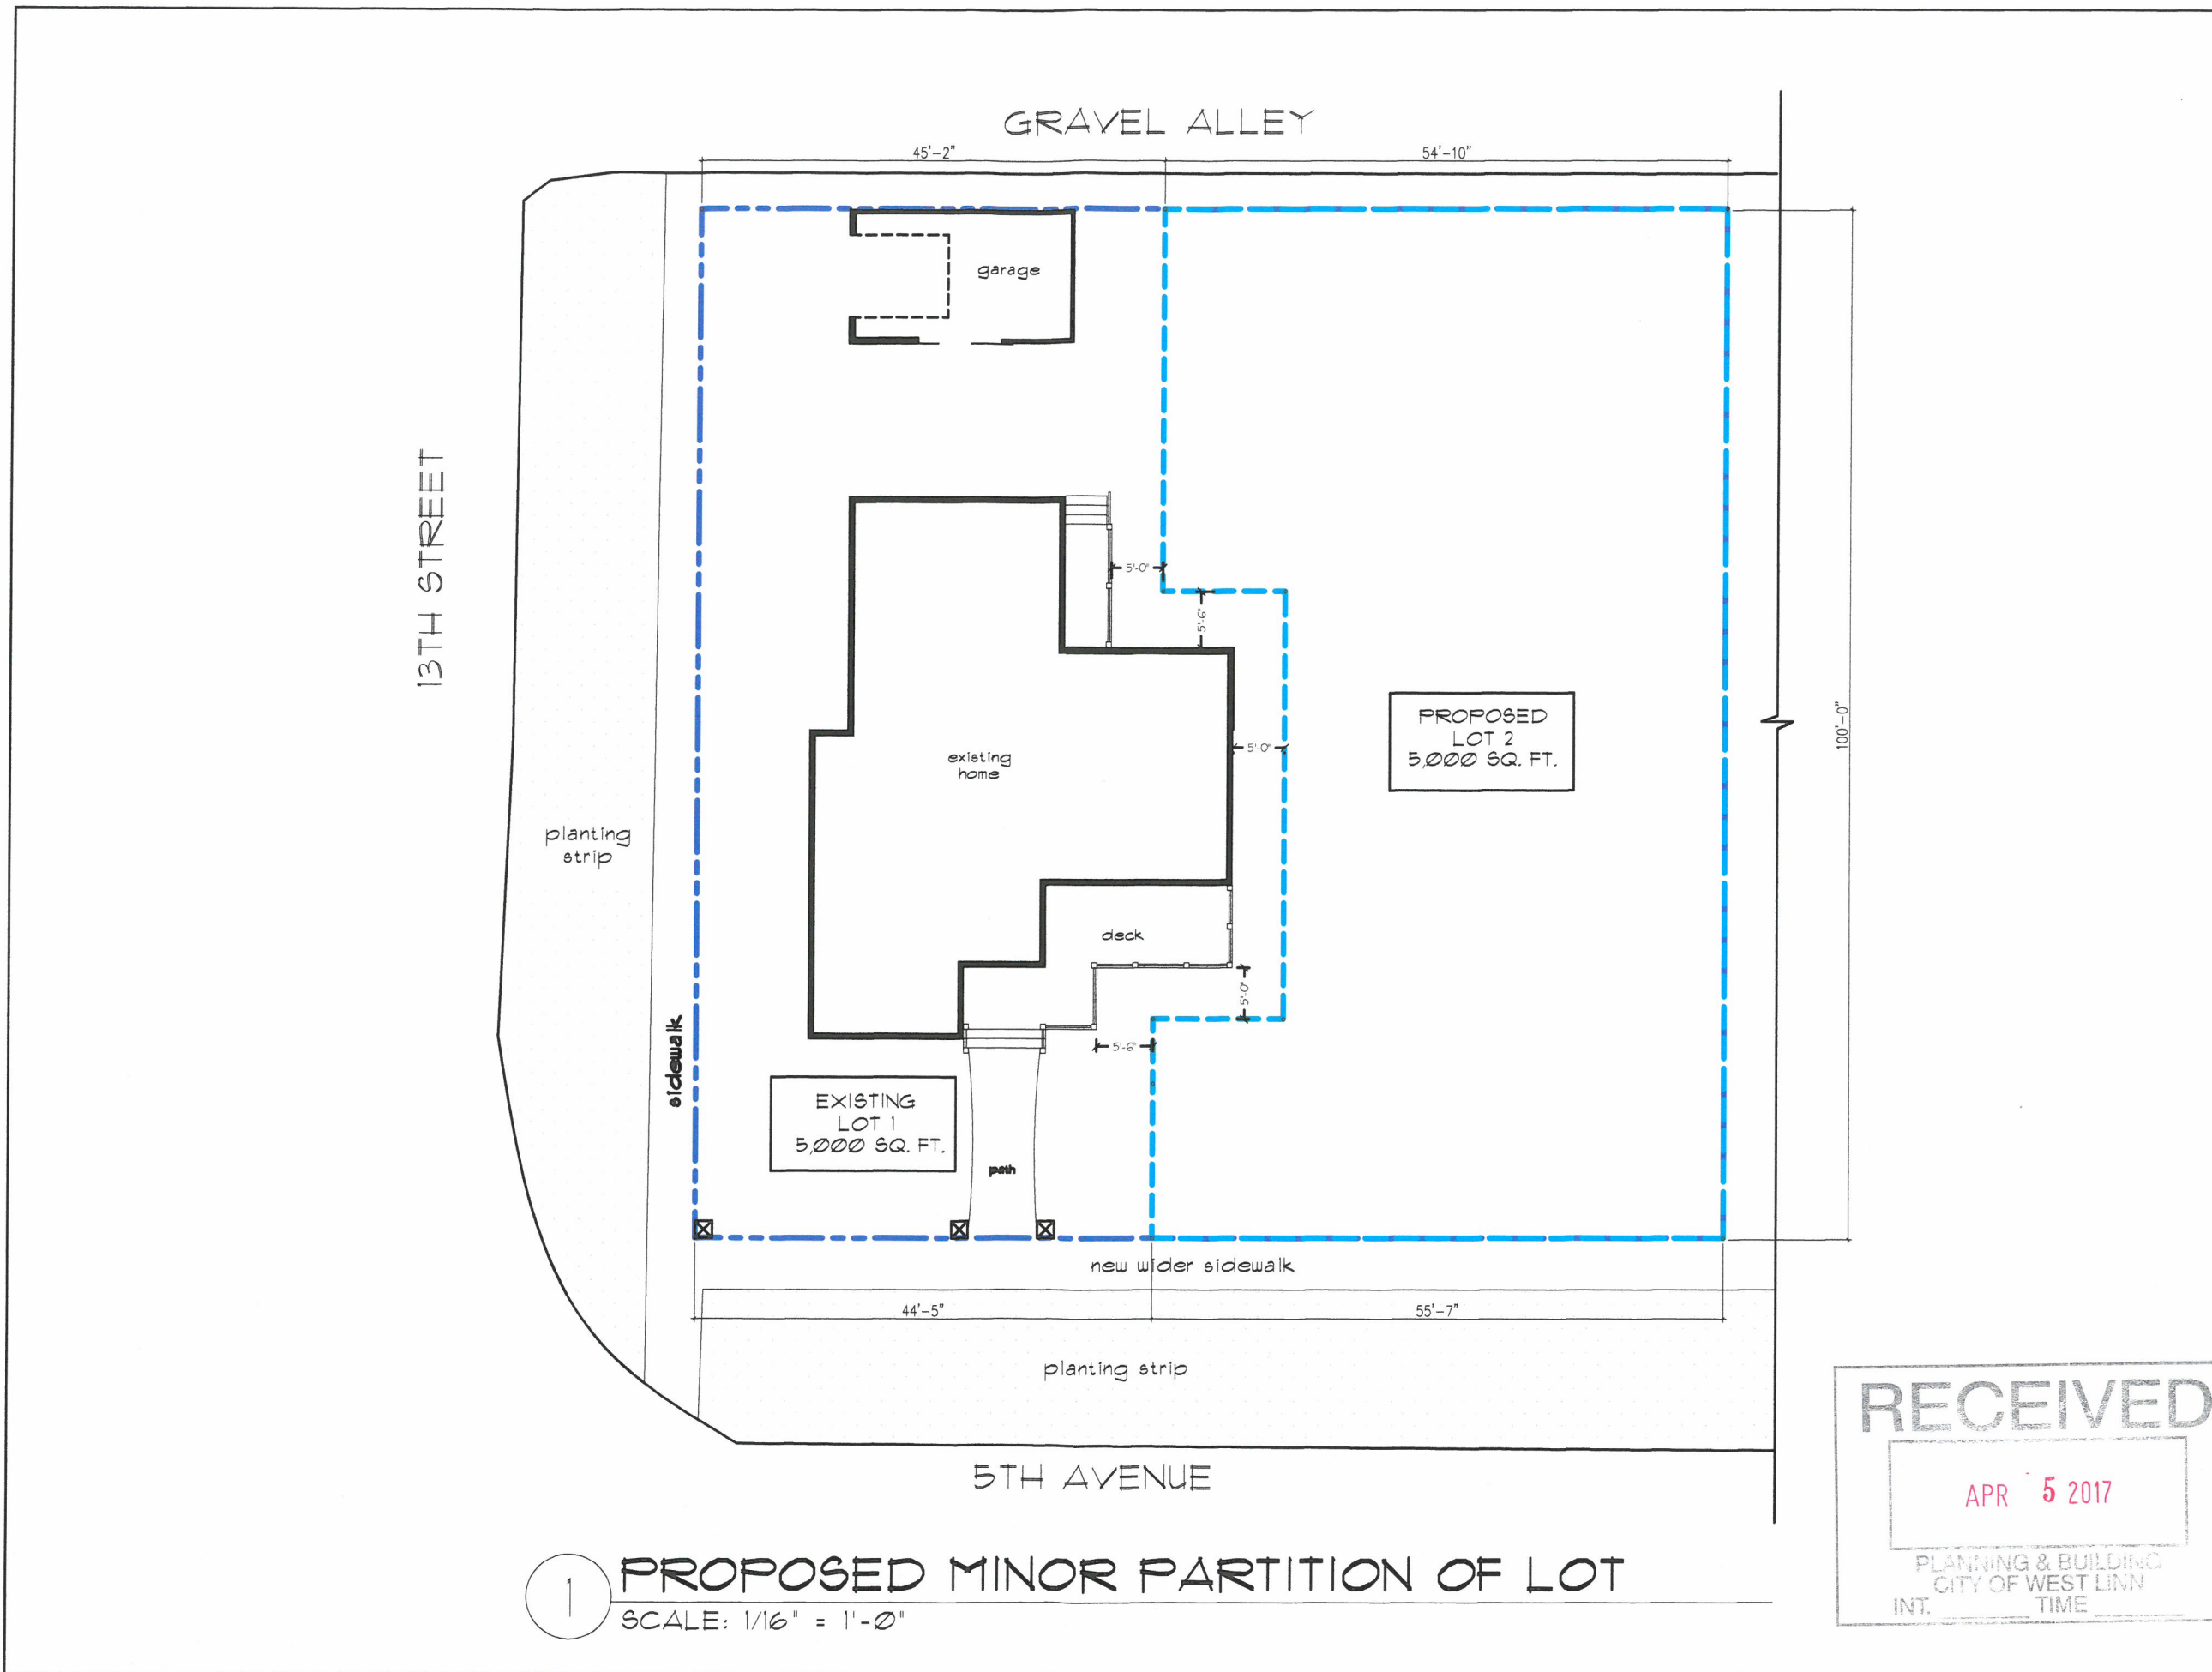 GRAVEL ALLEY
45'-2"
54'-10"
garage
13TH STREET
5'-0"
5'-6"
PROPOSED
LOT 2
5,000 SQ. FT.
100'-0"
existing
home
5'-0"
planting
strip
deck
5'-0"
sidewalk
5'-6"
EXISTING
LOT 1
5,000 SQ. FT.
path
new wider sidewalk
44'-5"
55'-7"
planting strip
5TH AVENUE
1
PROPOSED MINOR PARTITION OF LOT
SCALE: 1/16" = 1'-0"
RECEIVED
APR 5 2017
PLANNING & BUILDING
CITY OF WEST LINN
INT. TIME